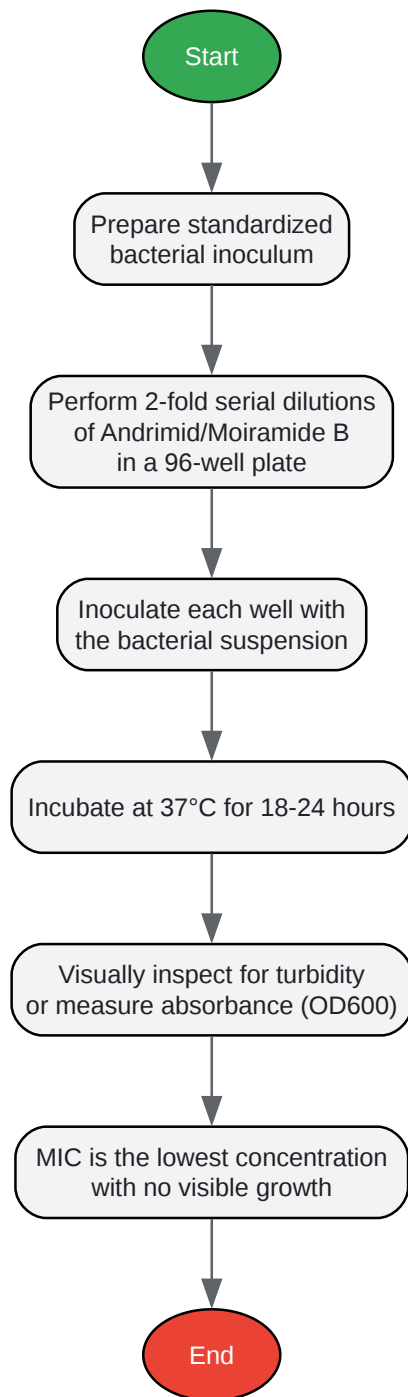 Start
Prepare standardized
bacterial inoculum
Perform 2-fold serial dilutions
of Andrimid/Moiramide B
in a 96-well plate
Inoculate each well with
the bacterial suspension
Incubate at 37°C for 18-24 hours
Visually inspect for turbidity
or measure absorbance (OD600)
MIC is the lowest concentration
with no visible growth
End